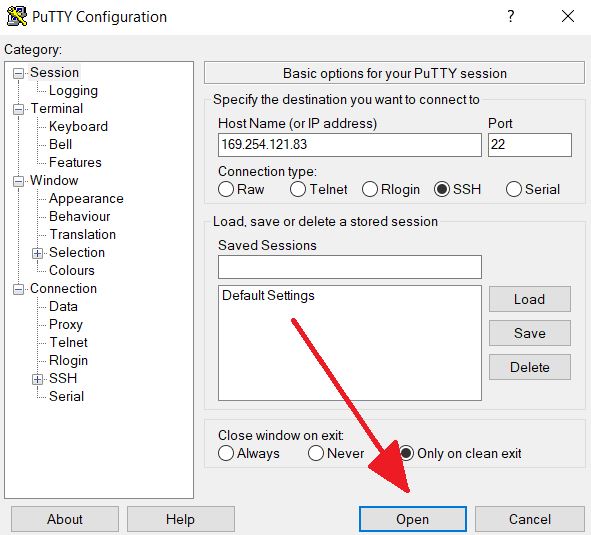 PuTTY Configuration
?
Category:
Session
Logging
Terminal
Keyboard
Bell
Features
Window
Appearance
Behaviour
Translation
Selection
Colours
Connection
Data
Proxy
Telnet
Rlogin
SSH
Serial
Basic options for your PuTTY session
Specify the destination you want to connect to
Host Name (or IP address) Port
169.254.121.83 22
Connection type:
Raw Telnet Rlogin SSH Serial
Load, save or delete a stored session
Saved Sessions
Default Settings
Load
Save
Delete
Close window on exit:
Always Never Only on clean exit
About Help Open Cancel